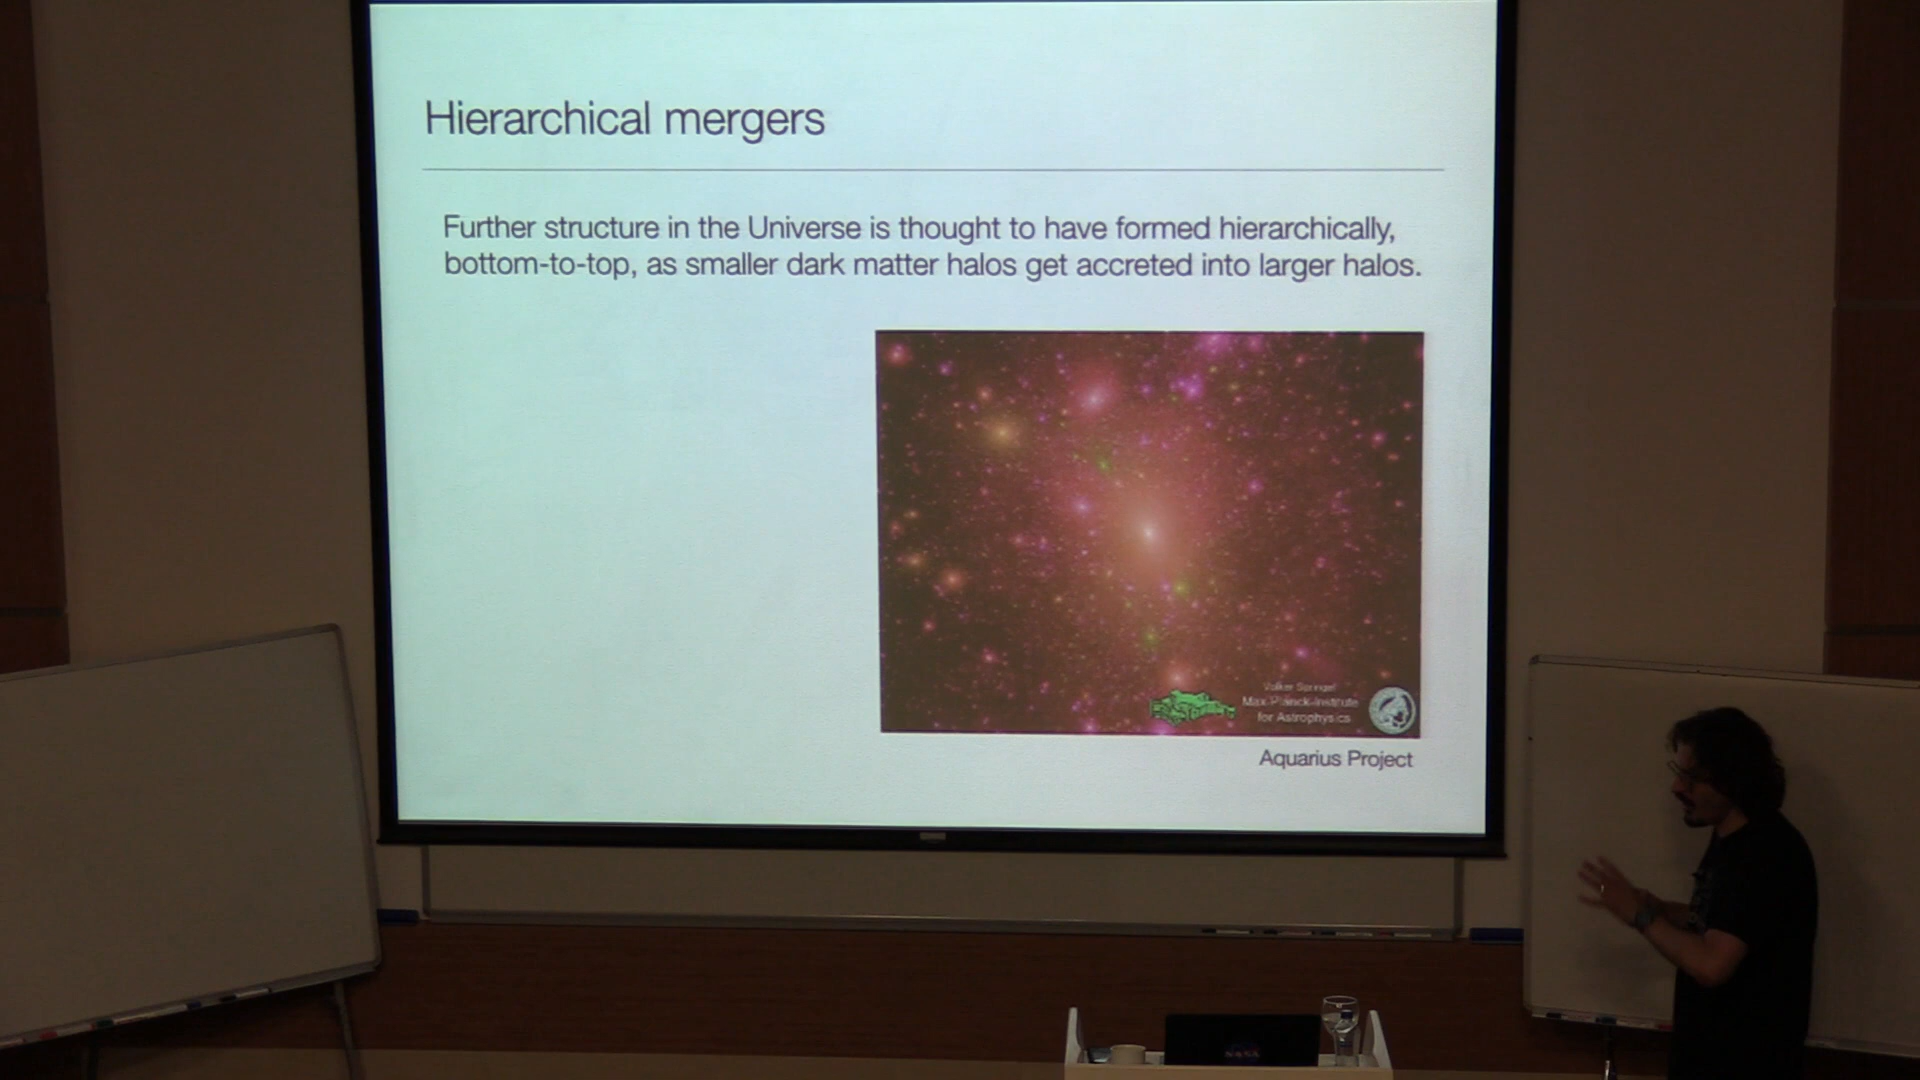 Hierarchical mergers
Further structure in the Universe is thought to have formed hierarchically,
bottom-to-top, as smaller dark matter halos get accreted into larger halos.
Volker Springel
Max-Planck-Institute
for Astrophysics
Aquarius Project
NASA